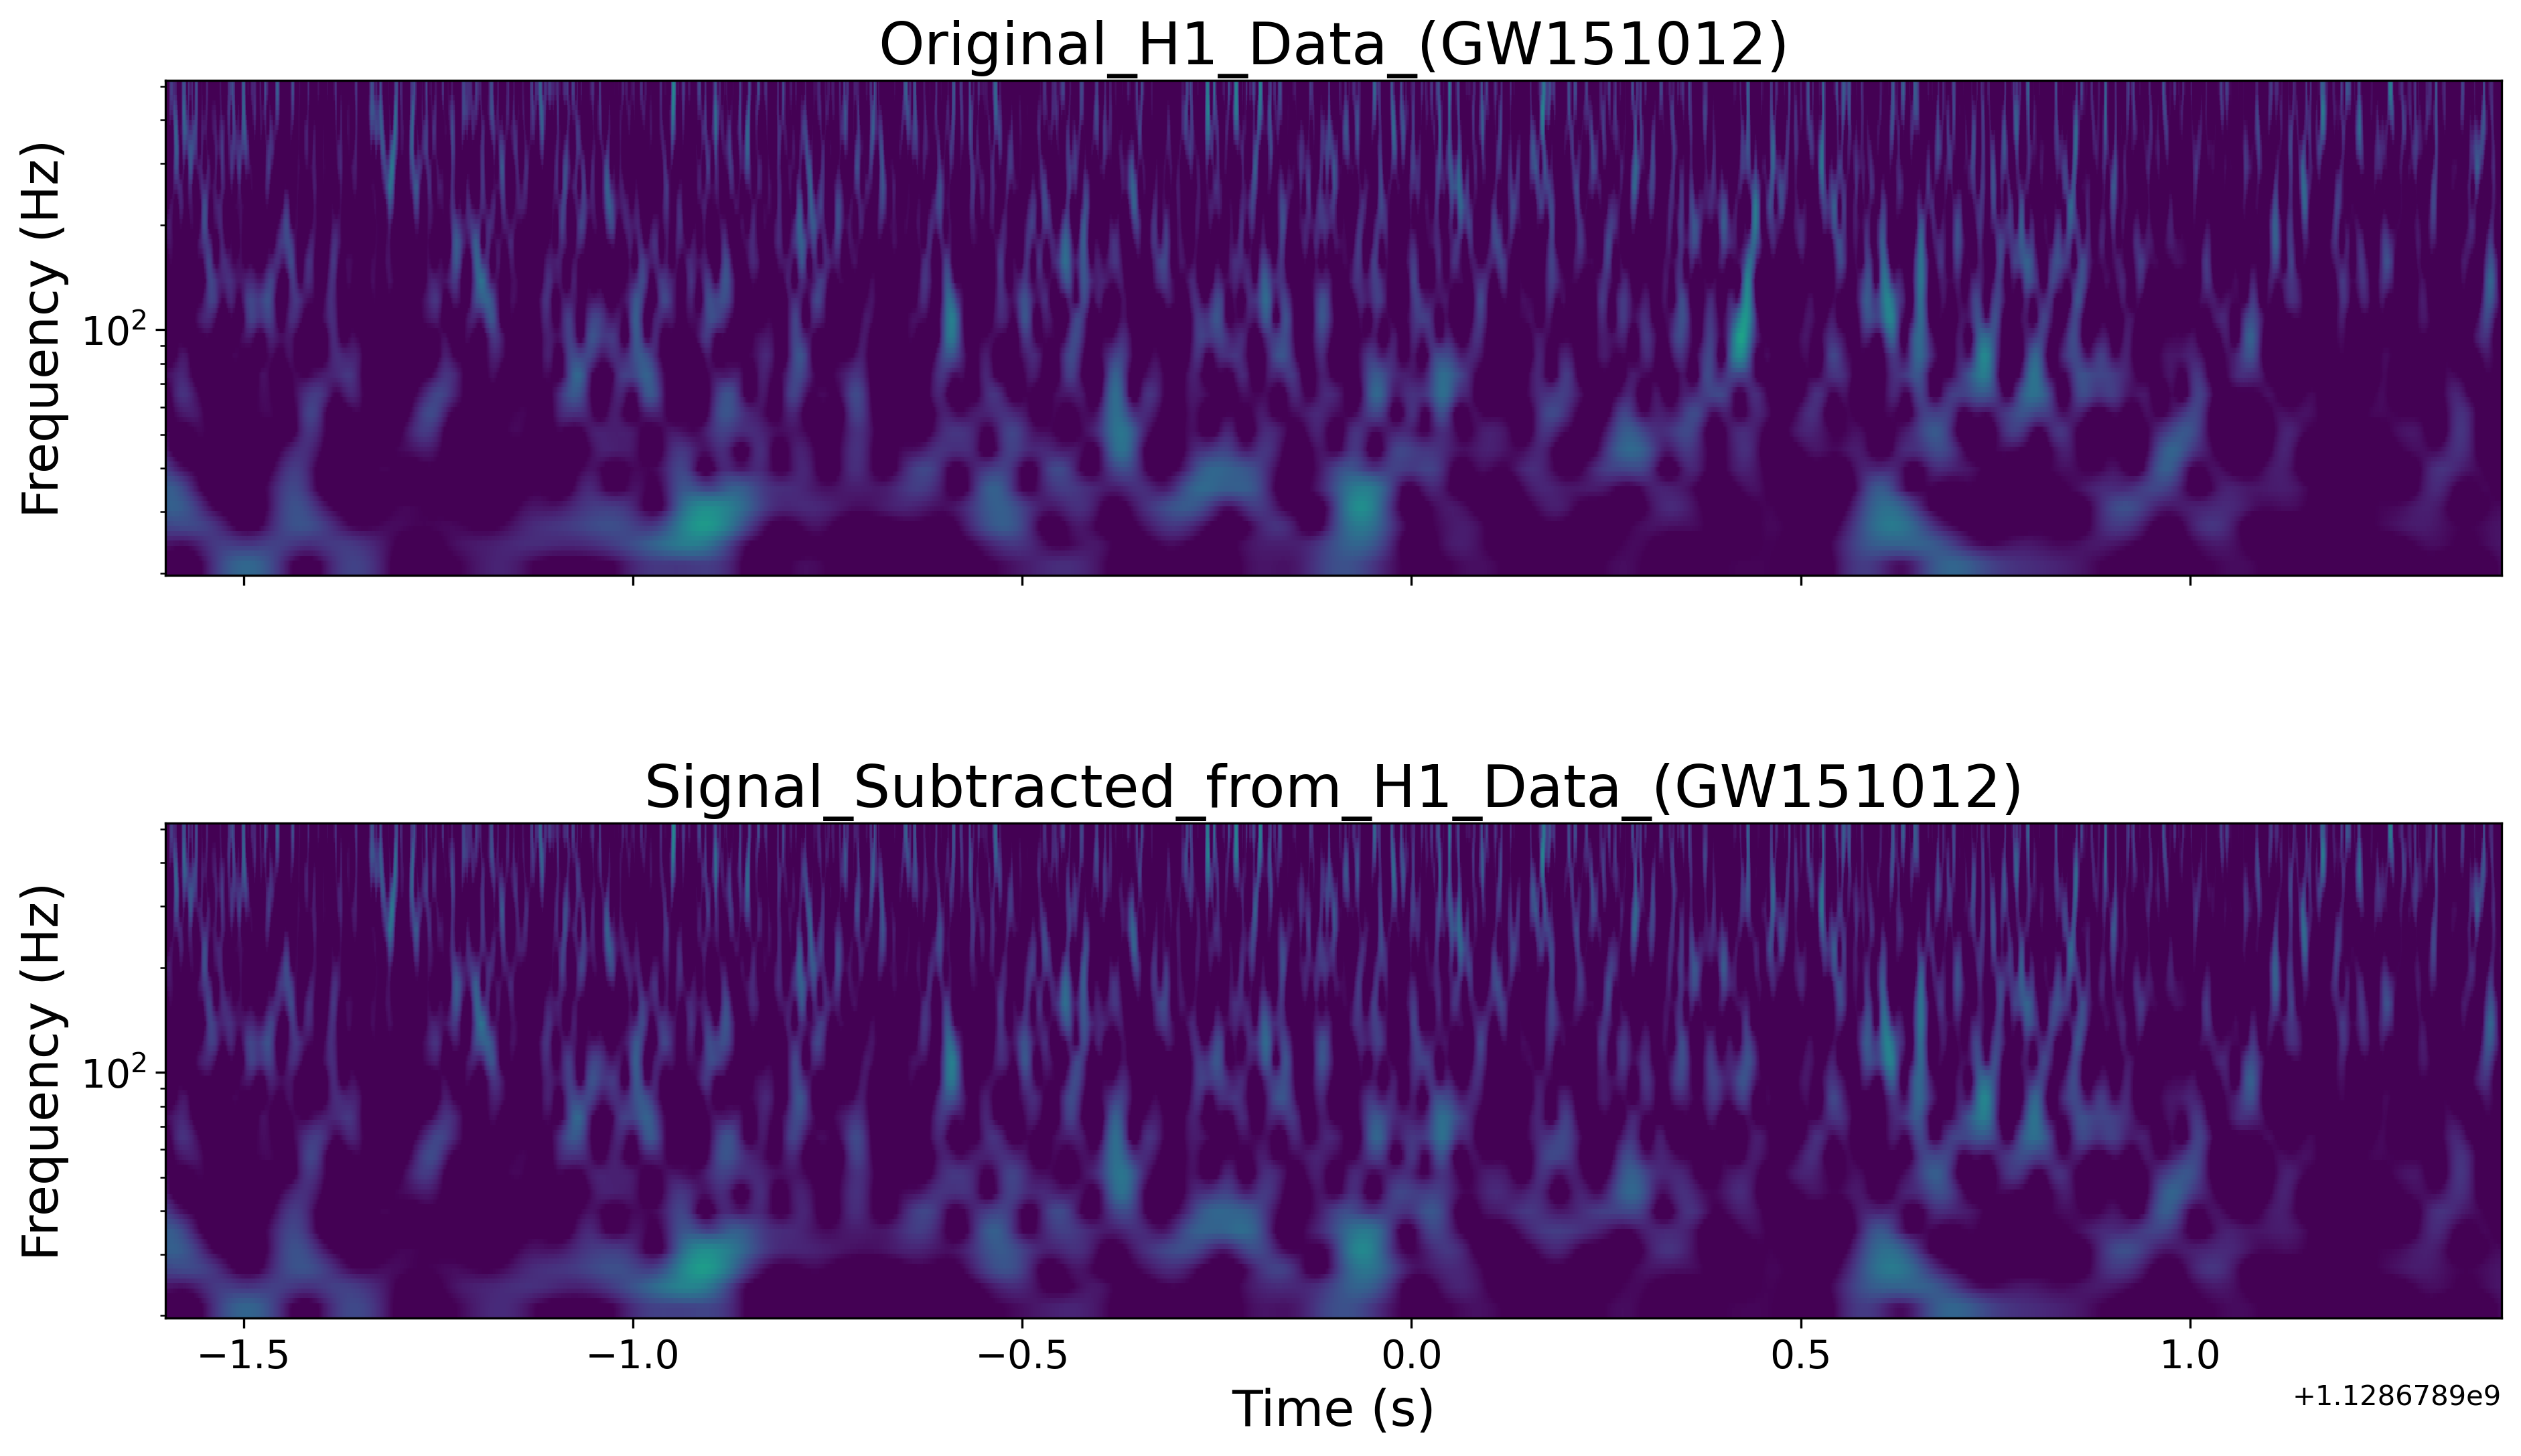 Original_H1_Data_(GW151012)
Frequency (Hz)
10²
Signal_Subtracted_from_H1_Data_(GW151012)
Frequency (Hz)
10²
−1.5 −1.0 −0.5 0.0 0.5 1.0
Time (s)
+1.1286789e9